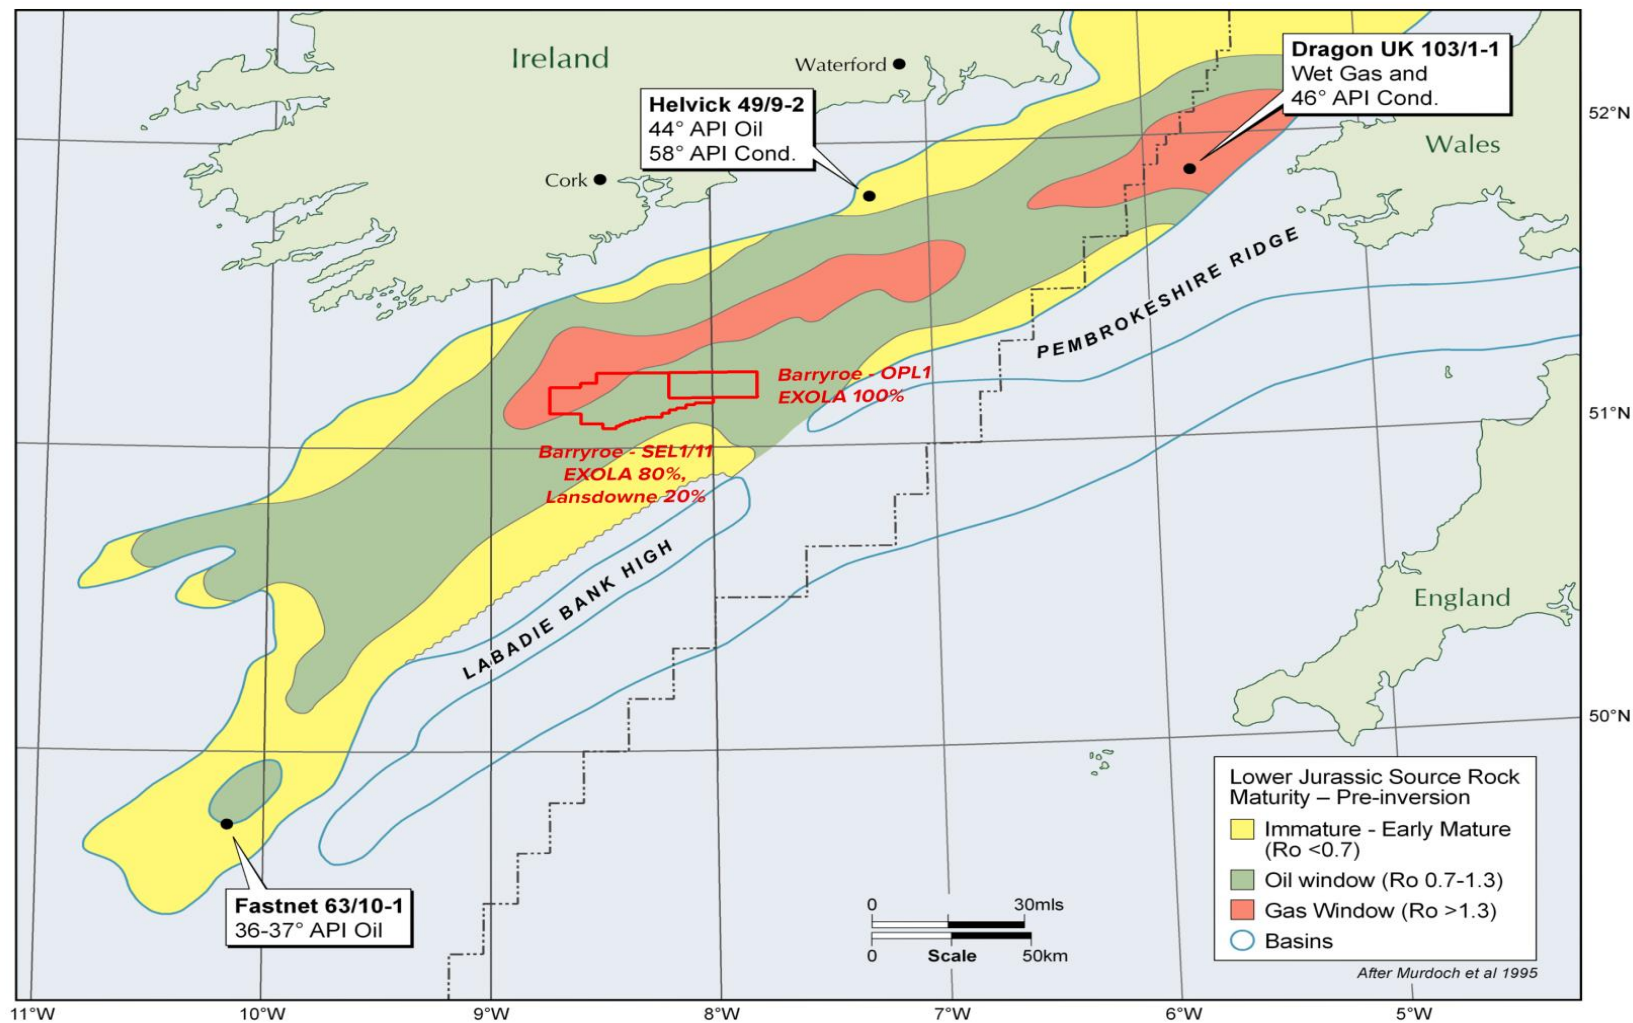 Ireland
Waterford
Cork
Helvick 49/9-2
44° API Oil
58° API Cond.
Dragon UK 103/1-1
Wet Gas and
46° API Cond.
Wales
52°N
PEMBROKESHIRE RIDGE
Barryroe - OPL1
EXOLA 100%
51°N
Barryroe - SEL1/11
EXOLA 80%,
Lansdowne 20%
LABADIE BANK HIGH
England
50°N
Fastnet 63/10-1
36-37° API Oil
0 30mls
0 Scale 50km
Lower Jurassic Source Rock
Maturity – Pre-inversion
Immature - Early Mature
(Ro <0.7)
Oil window (Ro 0.7-1.3)
Gas Window (Ro >1.3)
Basins
After Murdoch et al 1995
11°W 10°W 9°W 8°W 7°W 6°W 5°W